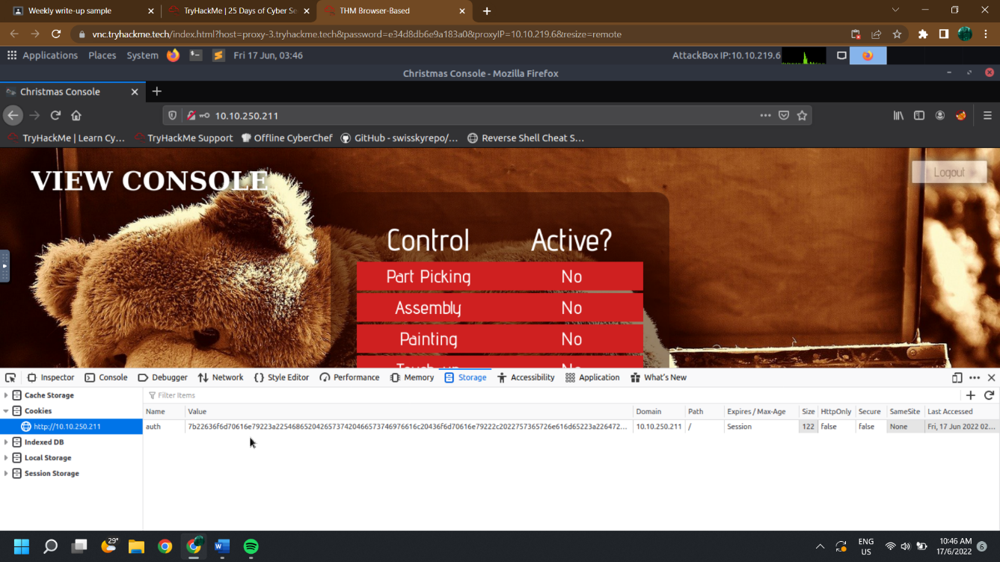 Weekly write-up sample
TryHackMe | 25 Days of Cyber Se
THM Browser-Based
vnc.tryhackme.tech/index.html?host=proxy-3.tryhackme.tech&password=e34d8db6e9a183a0&proxyIP=10.10.219.6&resize=remote
Applications Places System Fri 17 Jun, 03:46 AttackBox IP:10.10.219.6
Christmas Console - Mozilla Firefox
Christmas Console
10.10.250.211
TryHackMe | Learn Cy… TryHackMe Support Offline CyberChef GitHub - swisskyrepo/… Reverse Shell Cheat S…
VIEW CONSOLE
Logout
Control Active?
Part Picking No
Assembly No
Painting No
Touch-up No
Inspector Console Debugger Network Style Editor Performance Memory Storage Accessibility Application What's New
Cache Storage
Filter Items
Cookies
Name Value Domain Path Expires / Max-Age Size HttpOnly Secure SameSite Last Accessed
http://10.10.250.211
auth 7b22636f6d70616e79223a22546865204265737420466573746976616c20436f6d70616e79222c2022757365726e616d65223a226472… 10.10.250.211 / Session 122 false false None Fri, 17 Jun 2022 02…
Indexed DB
Local Storage
Session Storage
29°
ENG
US
10:46 AM
17/6/2022
6